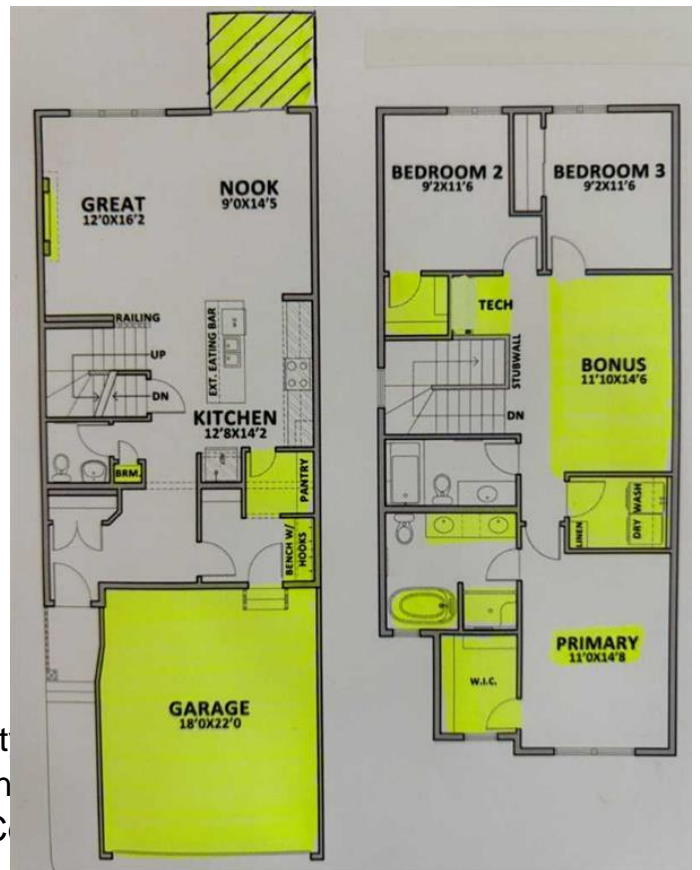 GREAT
12'0X16'2
NOOK
9'0X14'5
RAILING
UP
DN
EXT. EATING BAR
KITCHEN
12'8X14'2
BRM.
PANTRY
BENCH W/
HOOKS
GARAGE
18'0X22'0
BEDROOM 2
9'2X11'6
BEDROOM 3
9'2X11'6
TECH
STUBWALL
BONUS
11'10X14'6
DN
LINEN
DRY
WASH
PRIMARY
11'0X14'8
W.I.C.